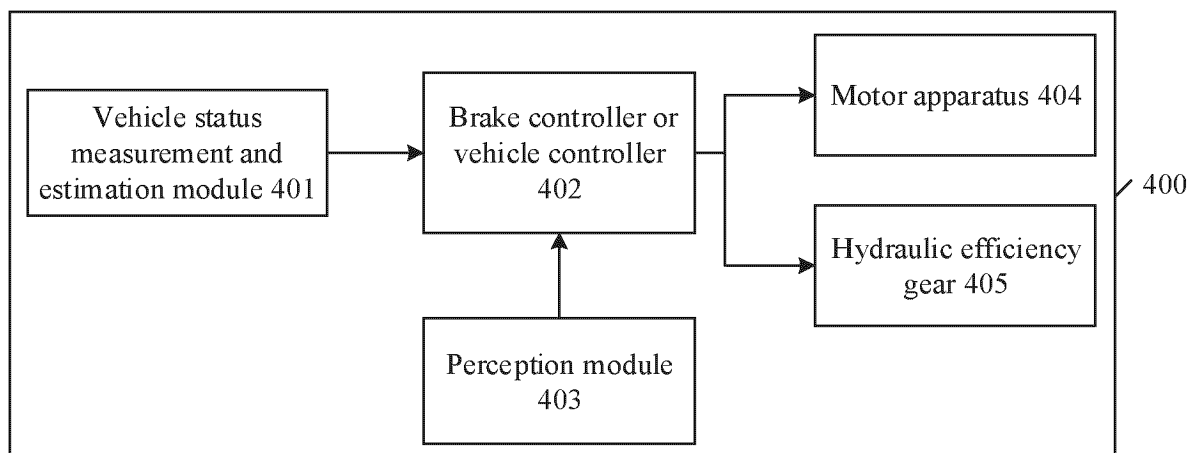 Vehicle status
measurement and
estimation module 401
Brake controller or
vehicle controller
402
Motor apparatus 404
400
Hydraulic efficiency
gear 405
Perception module
403